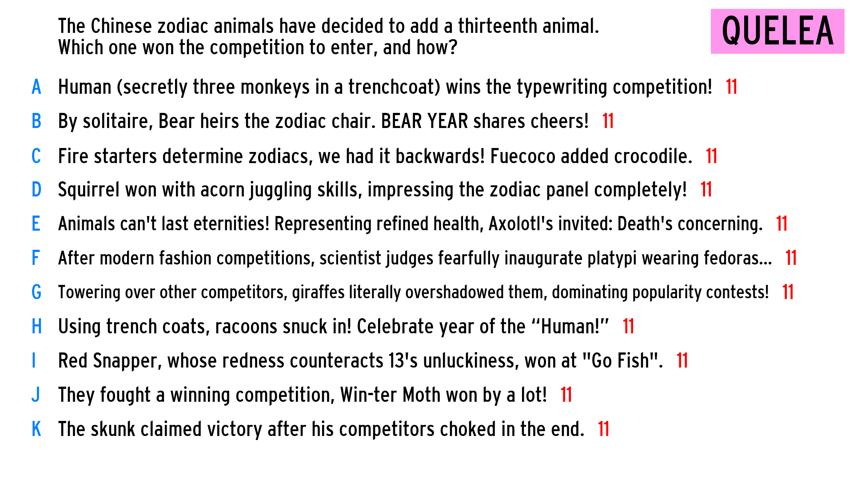 The Chinese zodiac animals have decided to add a thirteenth animal.
Which one won the competition to enter, and how?
QUELEA
A Human (secretly three monkeys in a trenchcoat) wins the typewriting competition! 11
B By solitaire, Bear heirs the zodiac chair. BEAR YEAR shares cheers! 11
C Fire starters determine zodiacs, we had it backwards! Fuecoco added crocodile. 11
D Squirrel won with acorn juggling skills, impressing the zodiac panel completely! 11
E Animals can't last eternities! Representing refined health, Axolotl's invited: Death's concerning. 11
F After modern fashion competitions, scientist judges fearfully inaugurate platypi wearing fedoras... 11
G Towering over other competitors, giraffes literally overshadowed them, dominating popularity contests! 11
H Using trench coats, racoons snuck in! Celebrate year of the “Human!” 11
I Red Snapper, whose redness counteracts 13's unluckiness, won at "Go Fish". 11
J They fought a winning competition, Win-ter Moth won by a lot! 11
K The skunk claimed victory after his competitors choked in the end. 11